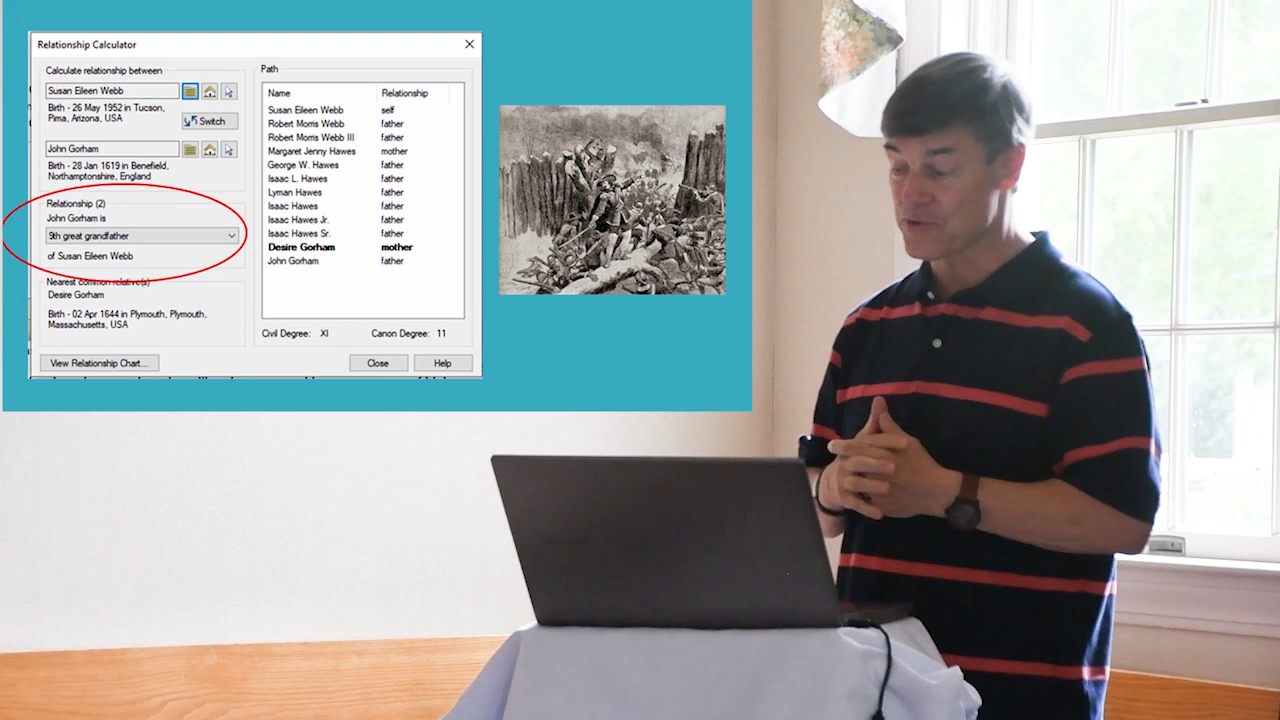 Relationship Calculator
Calculate relationship between
Susan Eileen Webb
Birth - 26 May 1952 in Tucson,
Pima, Arizona, USA
Switch
John Gorham
Birth - 28 Jan 1619 in Benefield,
Northamptonshire, England
Relationship (2)
John Gorham is
9th great grandfather
of Susan Eileen Webb
Nearest common relative(s)
Desire Gorham
Birth - 02 Apr 1644 in Plymouth, Plymouth,
Massachusetts, USA
View Relationship Chart...
Path
Name Relationship
Susan Eileen Webb self
Robert Morris Webb father
Robert Morris Webb III father
Margaret Jenny Hawes mother
George W. Hawes father
Isaac L. Hawes father
Lyman Hawes father
Isaac Hawes father
Isaac Hawes Jr. father
Isaac Hawes Sr. father
Desire Gorham mother
John Gorham father
Civil Degree: XI Canon Degree: 11
Close Help